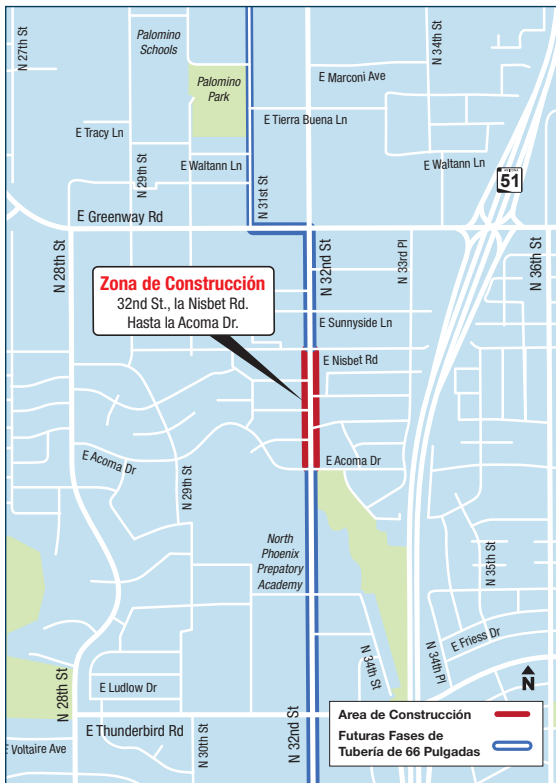 N 27th St
Palomino
Schools
N 34th St
E Marconi Ave
Palomino
Park
E Tierra Buena Ln
E Tracy Ln
N 29th St
E Waltann Ln
E Waltann Ln
51
N 31st St
E Greenway Rd
N 28th St
N 32nd St
N 33rd Pl
N 36th St
Zona de Construcción
32nd St., la Nisbet Rd.
Hasta la Acoma Dr.
E Sunnyside Ln
E Nisbet Rd
E Acoma Dr
E Acoma Dr
N 29th St
North
Phoenix
Prepatory
Academy
N 35th St
N 34th St
N 34th Pl
E Friess Dr
N
E Ludlow Dr
N 28th St
E Thunderbird Rd
N 30th St
N 32nd St
E Voltaire Ave
Area de Construcción
Futuras Fases de
Tubería de 66 Pulgadas